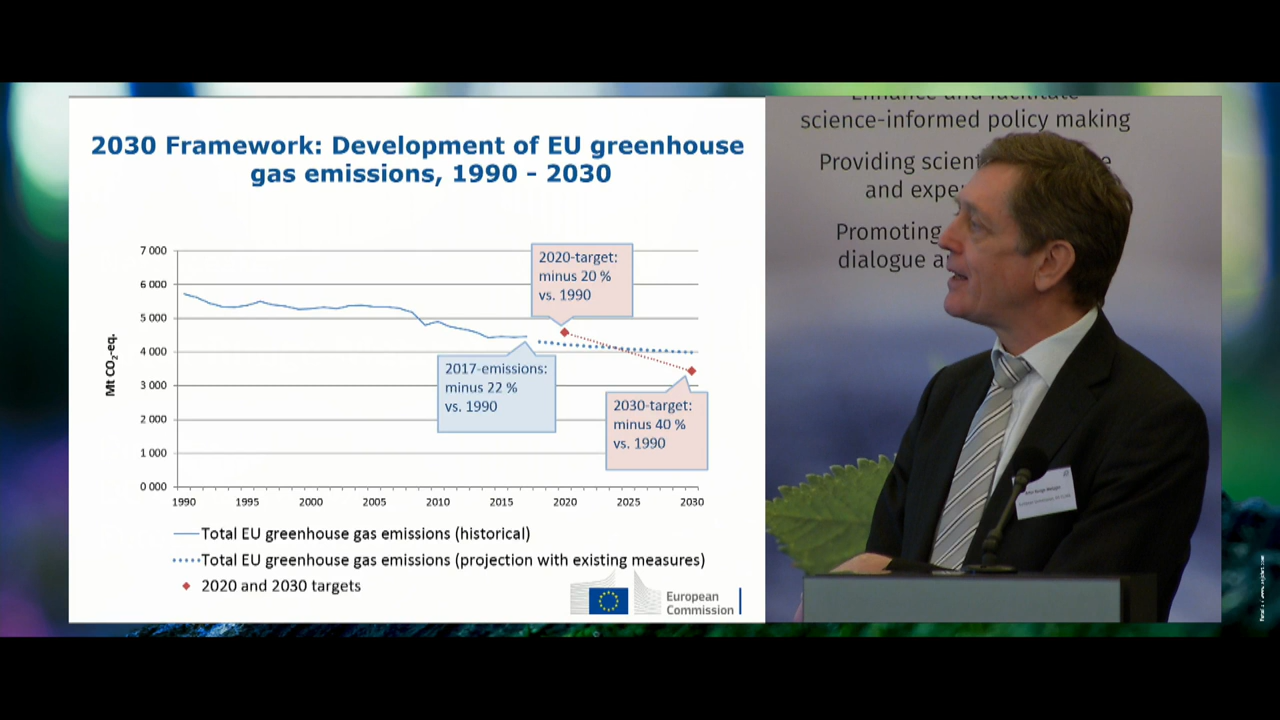 2030 Framework: Development of EU greenhouse
gas emissions, 1990 - 2030
7 000
6 000
5 000
4 000
3 000
2 000
1 000
0 000
Mt CO₂-eq.
1990 1995 2000 2005 2010 2015 2020 2025 2030
2020-target:
minus 20 %
vs. 1990
2017-emissions:
minus 22 %
vs. 1990
2030-target:
minus 40 %
vs. 1990
Total EU greenhouse gas emissions (historical)
Total EU greenhouse gas emissions (projection with existing measures)
2020 and 2030 targets
European
Commission
Enhance and facilitate
science-informed policy making
Providing
and
Promoting
dialogue